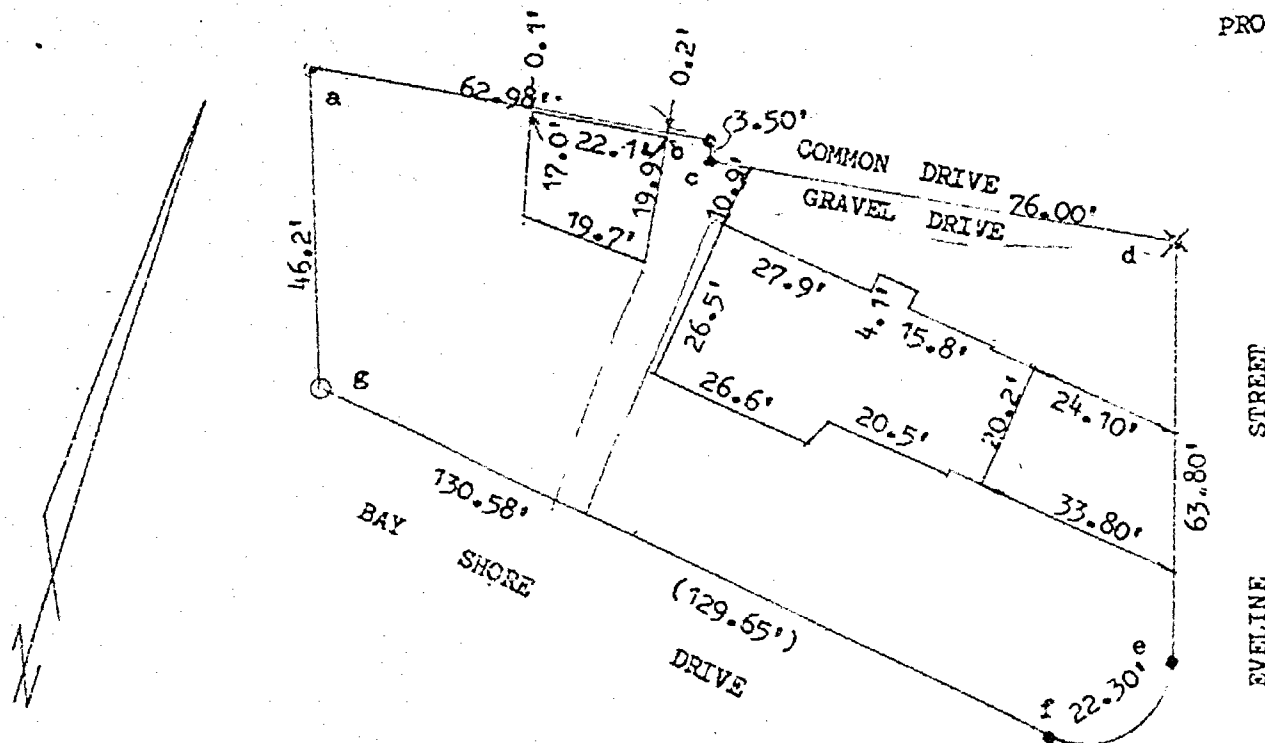 PRO
0.1'
0.2'
a
62.98'
3.50'
COMMON DRIVE
76.00'
17.0'
22.1'
b
c
19.9'
10.9'
GRAVEL DRIVE
d
19.7'
46.2'
27.9'
4.1'
15.8'
26.5'
g
26.6'
20.5'
20.2'
24.10'
STREET
63.80'
130.58'
33.80'
BAY SHORE DRIVE
(129.65')
e
EVELINE
f
22.30'
N